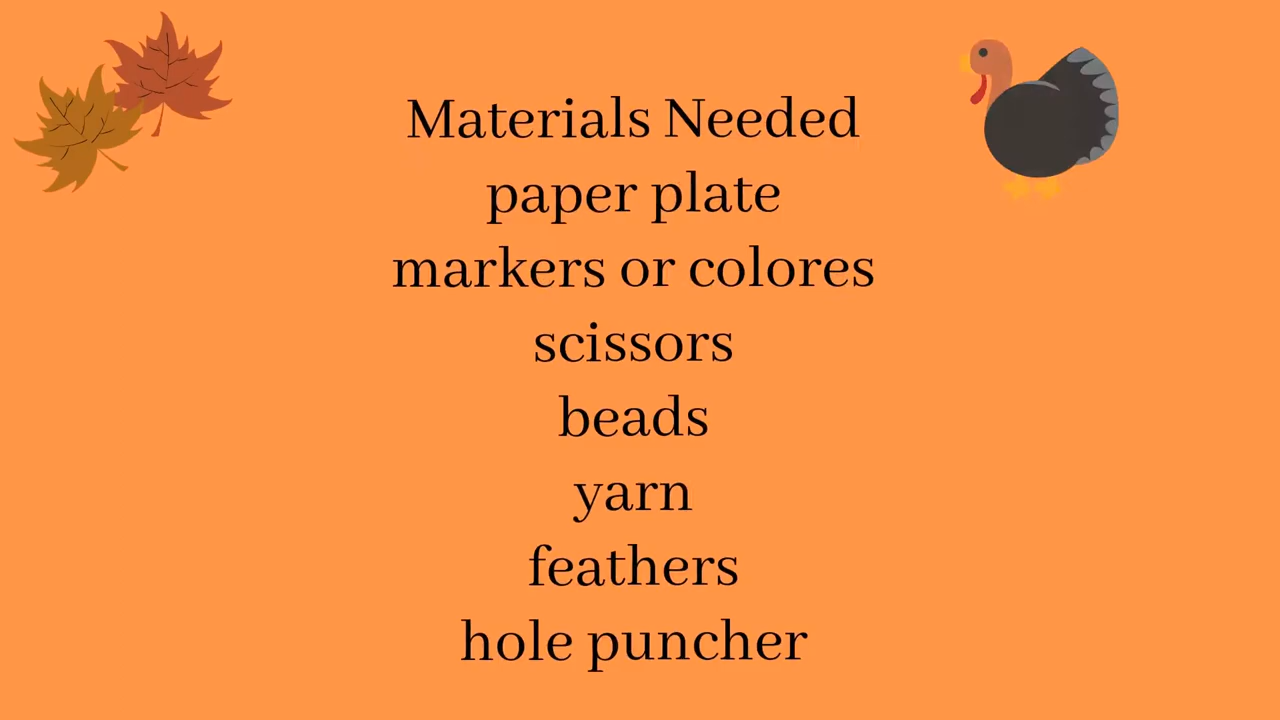 Materials Needed
paper plate
markers or colores
scissors
beads
yarn
feathers
hole puncher